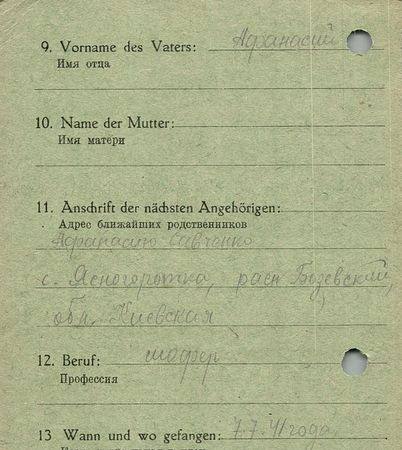 9. Vorname des Vaters: Афанасий
Имя отца
10. Name der Mutter:
Имя матери
11. Anschrift der nächsten Angehörigen:
Адрес ближайших родственников
Афанасию Савченко
с. Ясногоротка, расн Бызевский,
обл. Киевская
12. Beruf: шофер
Профессия
13 Wann und wo gefangen: 7.7.41 года